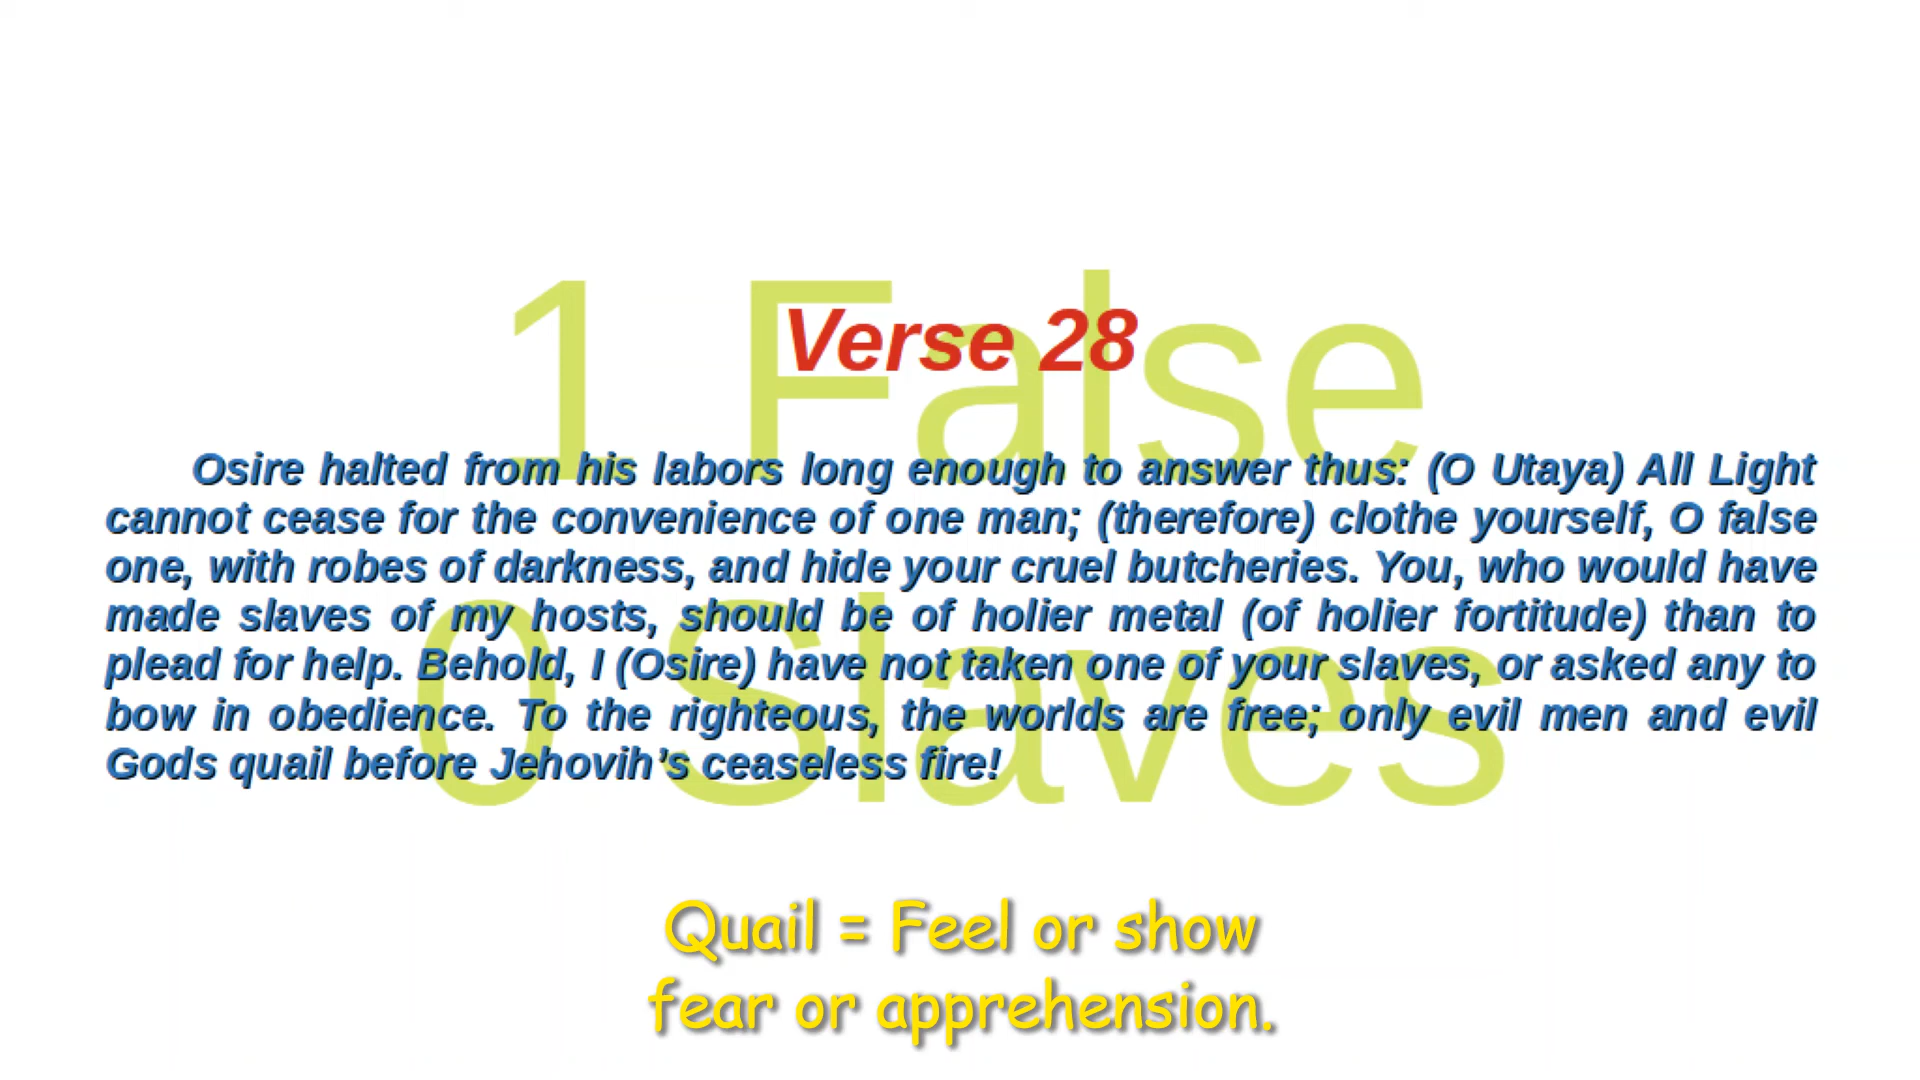 1 False
Verse 28
Osire halted from his labors long enough to answer thus: (O Utaya) All Light
cannot cease for the convenience of one man; (therefore) clothe yourself, O false
one, with robes of darkness, and hide your cruel butcheries. You, who would have
made slaves of my hosts, should be of holier metal (of holier fortitude) than to
plead for help. Behold, I (Osire) have not taken one of your slaves, or asked any to
bow in obedience. To the righteous, the worlds are free; only evil men and evil
Gods quail before Jehovih’s ceaseless fire!
0 Slaves
Quail = Feel or show
fear or apprehension.